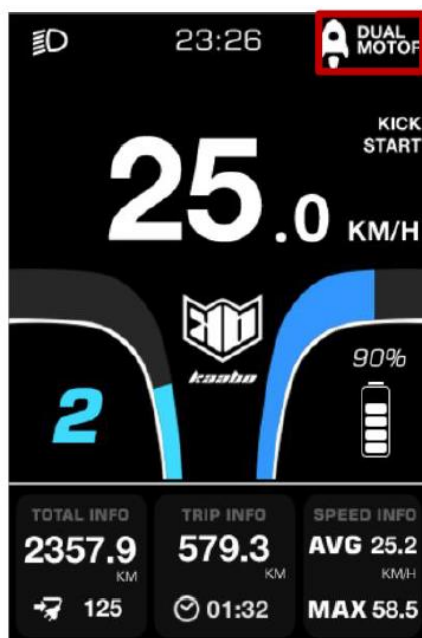 23:26
DUAL
MOTOR
KICK
START
25.0 KM/H
kaabo
90%
2
TOTAL INFO
2357.9
KM
125
TRIP INFO
579.3
KM
01:32
SPEED INFO
AVG 25.2
KM/H
MAX 58.5